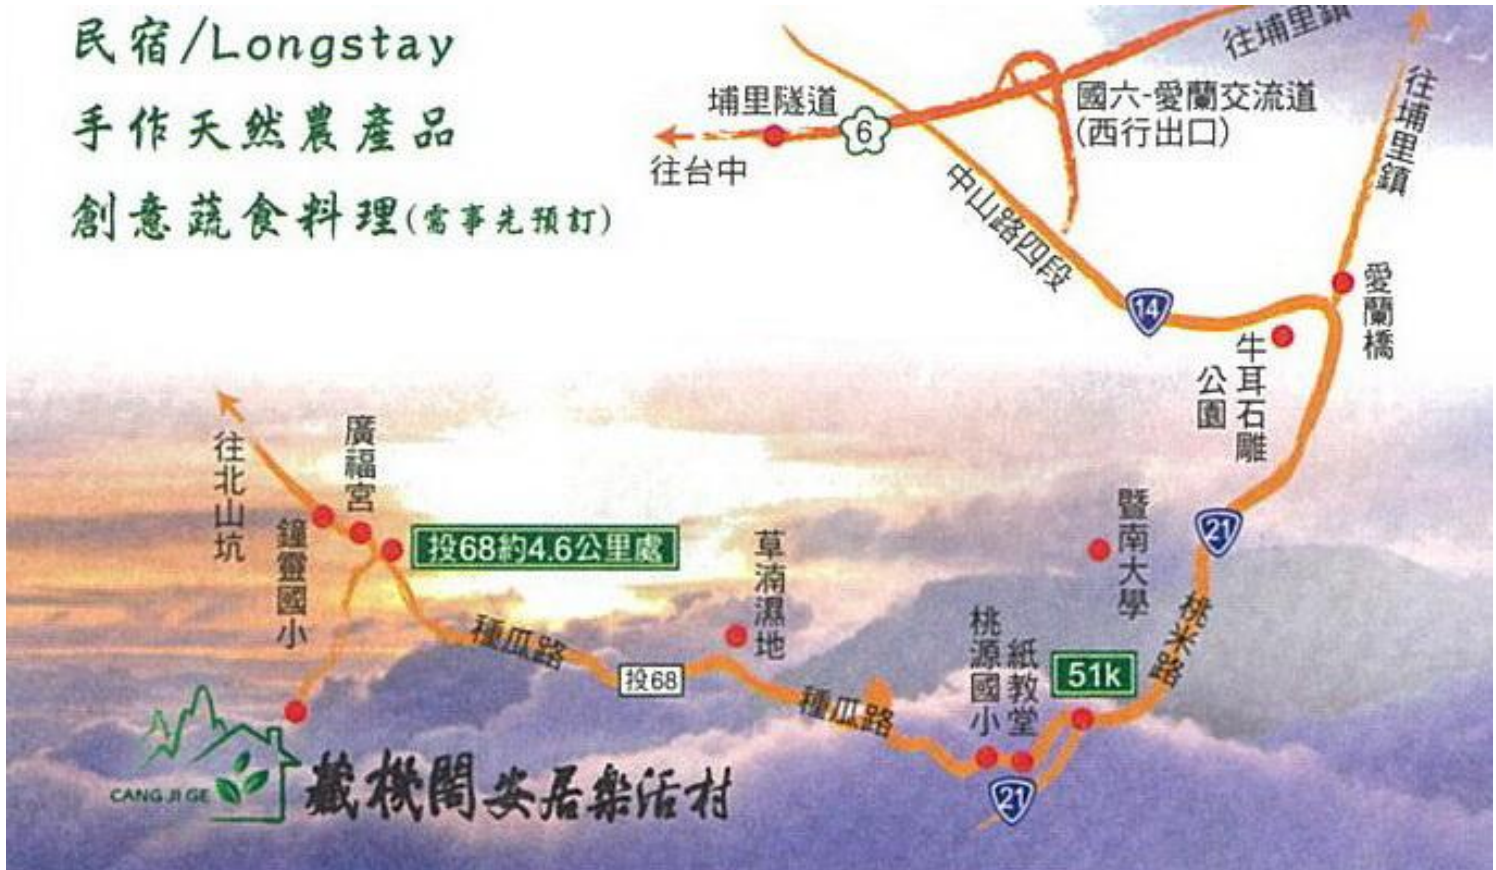 民宿/Longstay
手作天然農產品
創意蔬食料理(需事先預訂)
往埔里鎮
往埔里鎮
埔里隧道
6
國六-愛蘭交流道
(西行出口)
往台中
中山路四段
14
愛蘭橋
牛耳石雕
公園
21
暨南大學
桃米路
往北山坑
廣福宮
鐘靈國小
投68約4.6公里處
草湳濕地
種瓜路
投68
種瓜路
桃源國小
紙教堂
51k
21
CANG JI GE
藏機閣安居樂活村